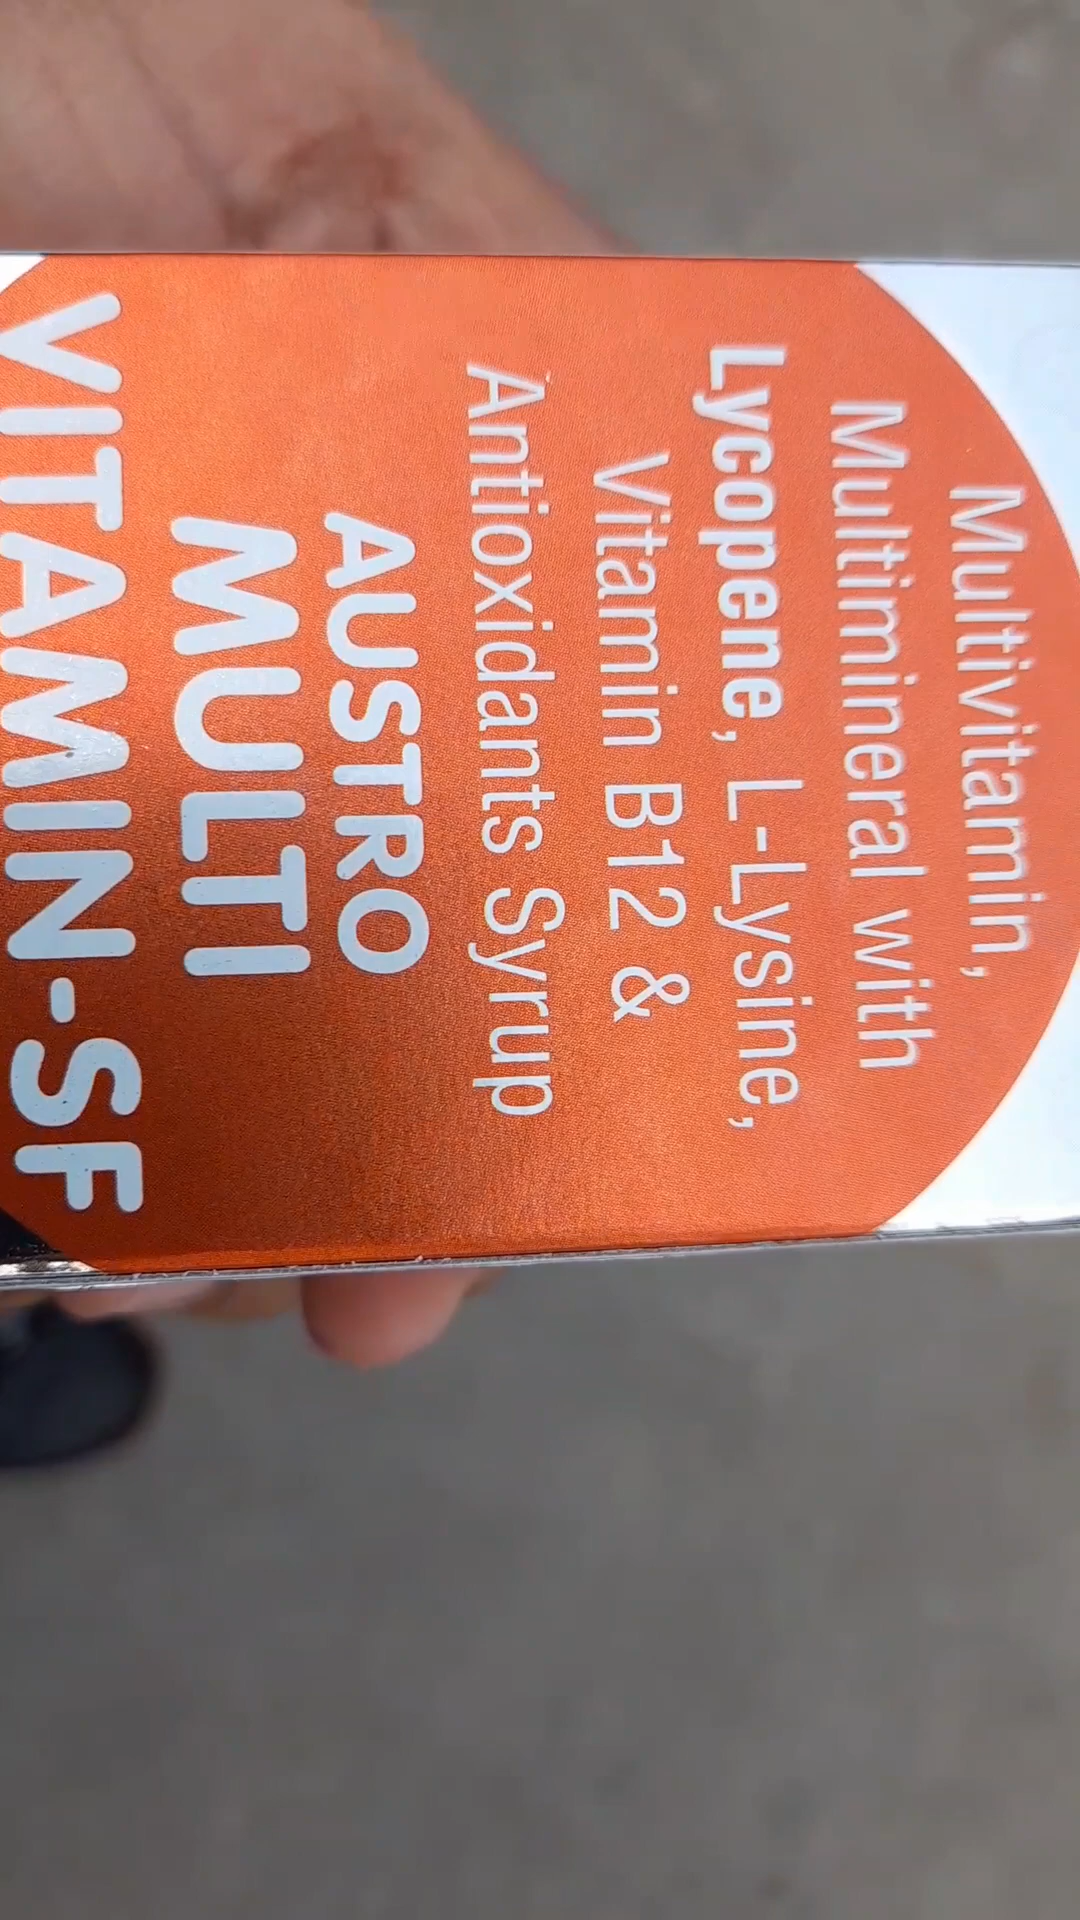 Multivitamin,
Multimineral with
Lycopene, L-Lysine,
Vitamin B12 &
Antioxidants Syrup
AUSTRO
MULTI
VITAMIN-SF